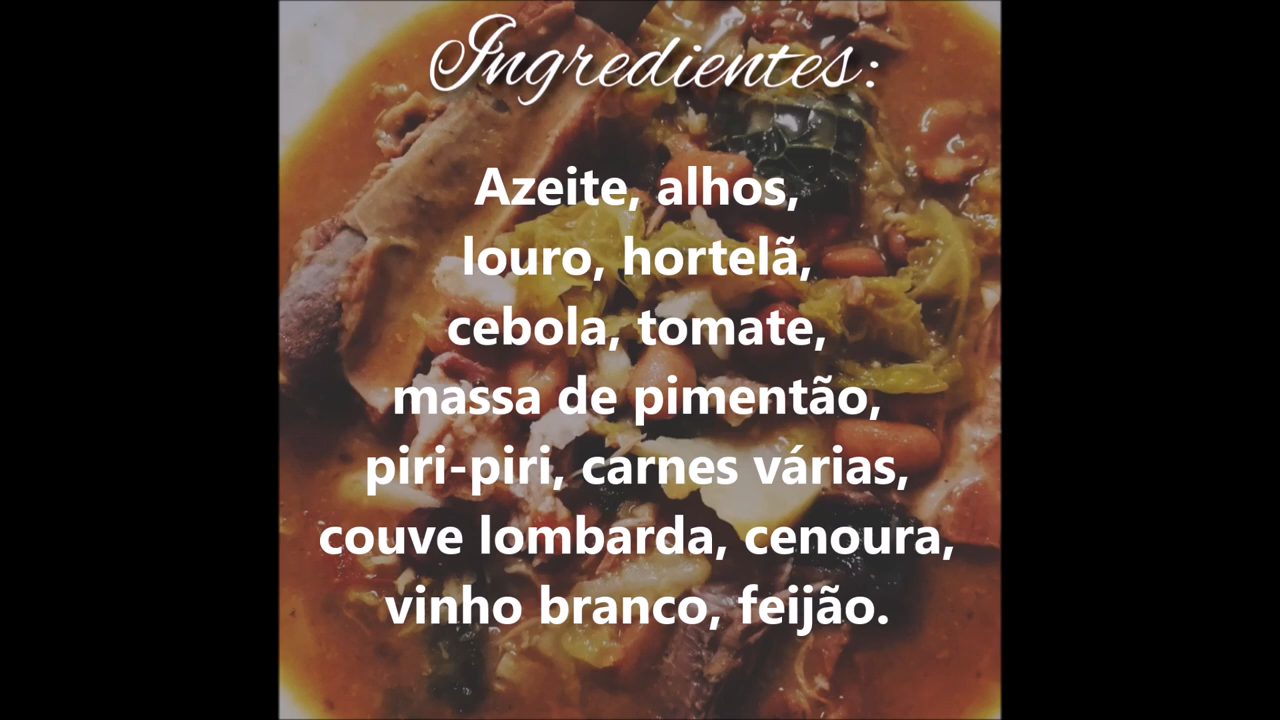 Ingredientes:
Azeite, alhos,
louro, hortelã,
cebola, tomate,
massa de pimentão,
piri-piri, carnes várias,
couve lombarda, cenoura,
vinho branco, feijão.